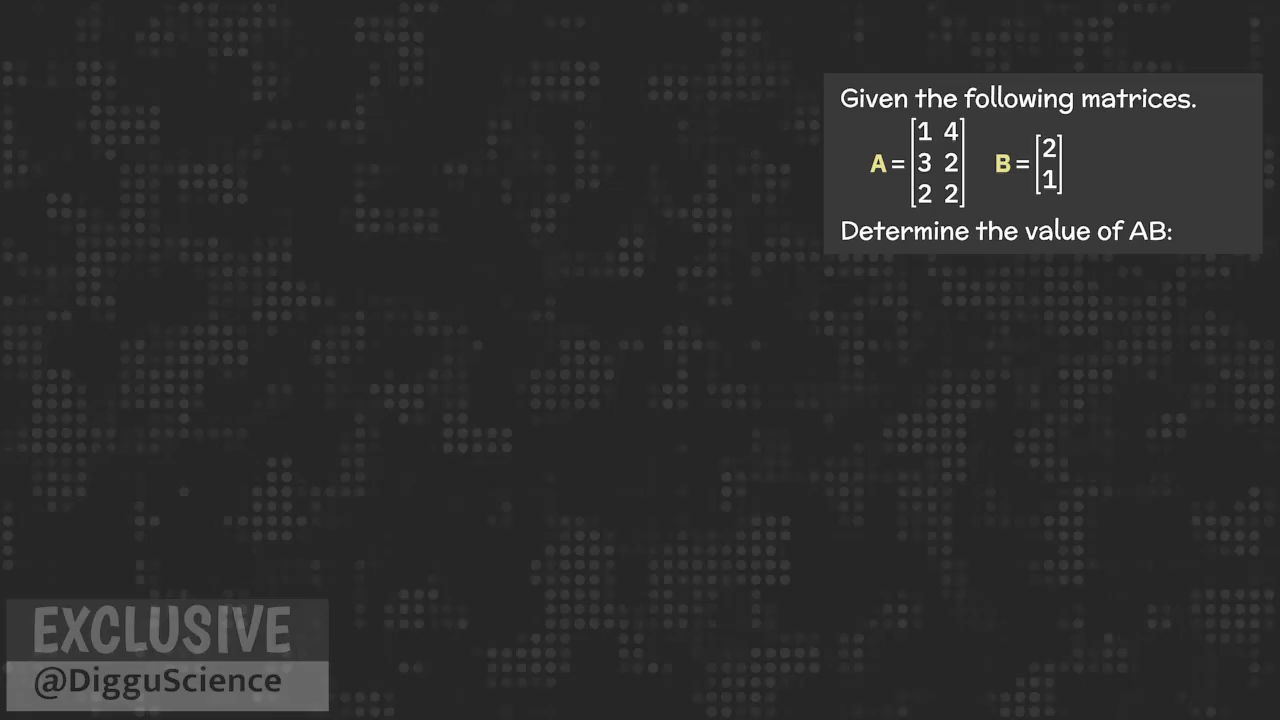 Given the following matrices.
A = [1 4
3 2
2 2] B = [2
1]
Determine the value of AB:
EXCLUSIVE
@DigguScience